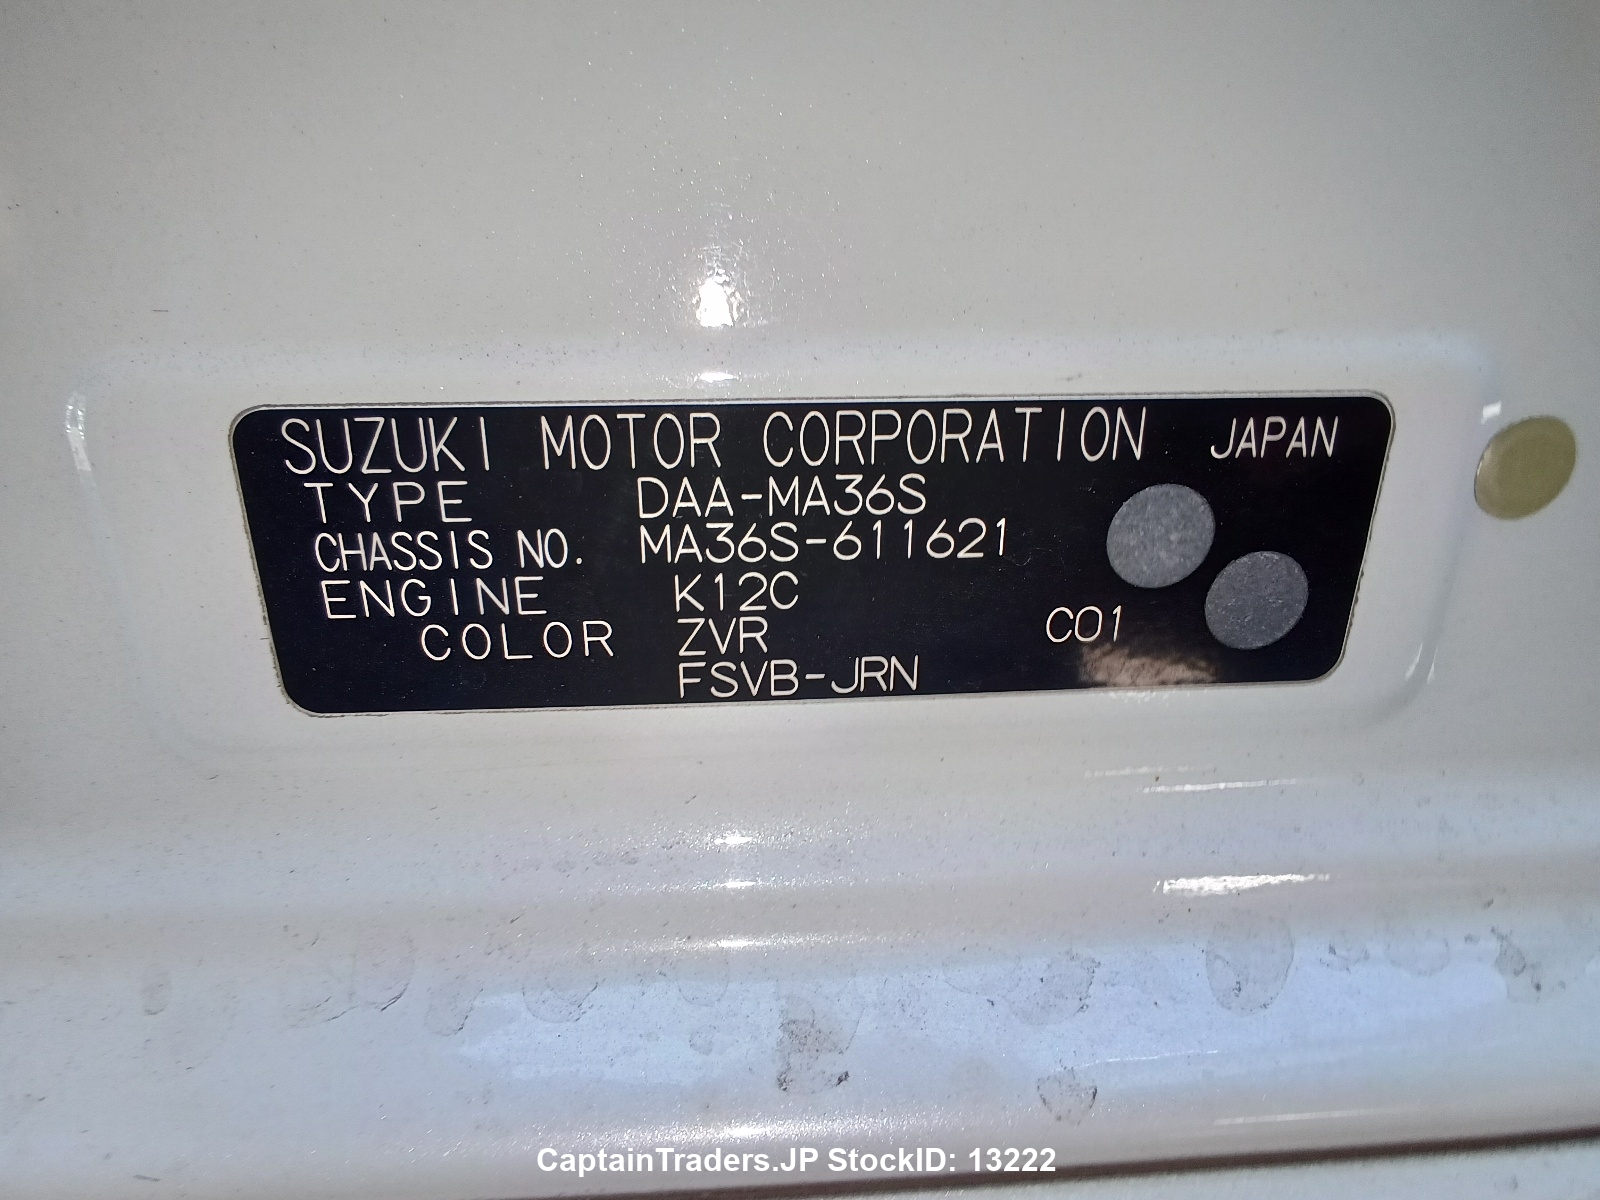 SUZUKI MOTOR CORPORATION JAPAN
TYPE DAA-MA36S
CHASSIS NO. MA36S-611621
ENGINE K12C
COLOR ZVR C01
FSVB-JRN
CaptainTraders.JP StockID: 13222